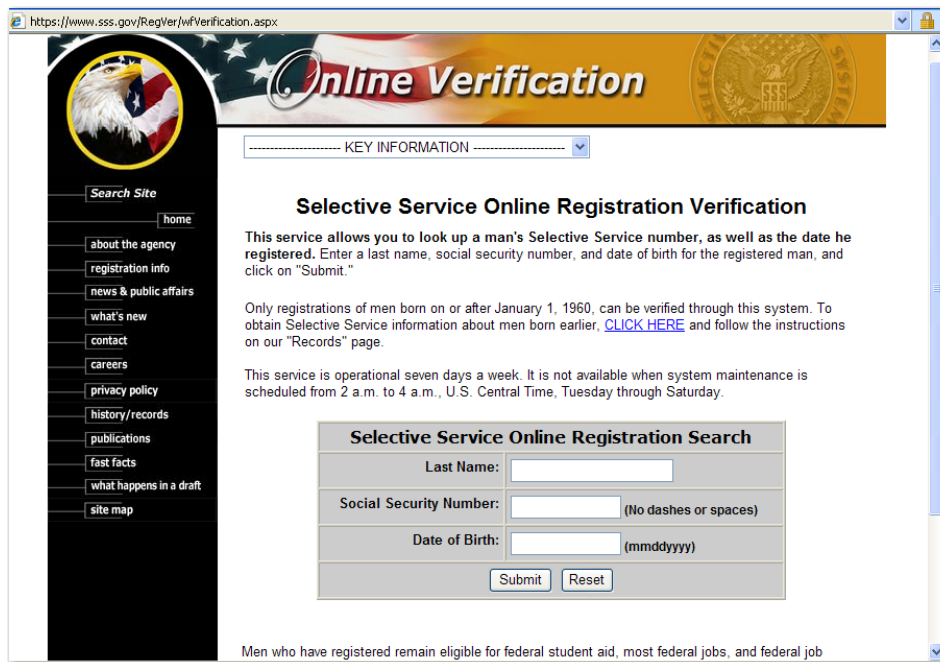 https://www.sss.gov/RegVer/wfVerification.aspx
Online Verification
SELECTIVE SYSTEM
SSS
---------------------- KEY INFORMATION ----------------------
Search Site
home
about the agency
registration info
news & public affairs
what's new
contact
careers
privacy policy
history/records
publications
fast facts
what happens in a draft
site map
Selective Service Online Registration Verification
This service allows you to look up a man's Selective Service number, as well as the date he
registered. Enter a last name, social security number, and date of birth for the registered man, and
click on "Submit."
Only registrations of men born on or after January 1, 1960, can be verified through this system. To
obtain Selective Service information about men born earlier, CLICK HERE and follow the instructions
on our "Records" page.
This service is operational seven days a week. It is not available when system maintenance is
scheduled from 2 a.m. to 4 a.m., U.S. Central Time, Tuesday through Saturday.
Selective Service Online Registration Search
Last Name:
Social Security Number: (No dashes or spaces)
Date of Birth: (mmddyyyy)
Submit Reset
Men who have registered remain eligible for federal student aid, most federal jobs, and federal job